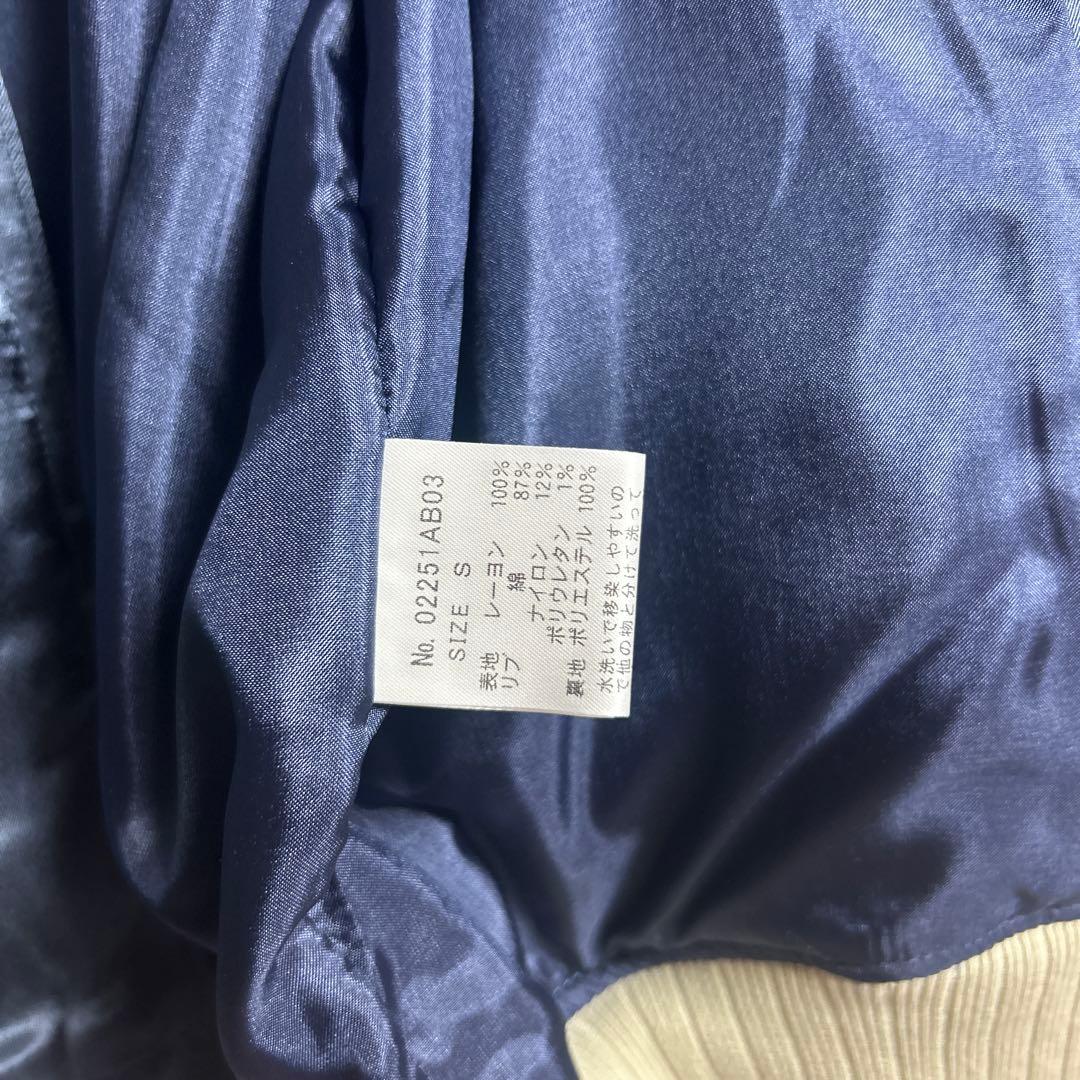 No. 02251AB03
SIZE S
表地 レーヨン 100%
リブ 綿 87%
ナイロン 12%
ポリウレタン 1%
裏地 ポリエステル 100%
水洗いで移染しやすいの
で他の物と分けて洗って